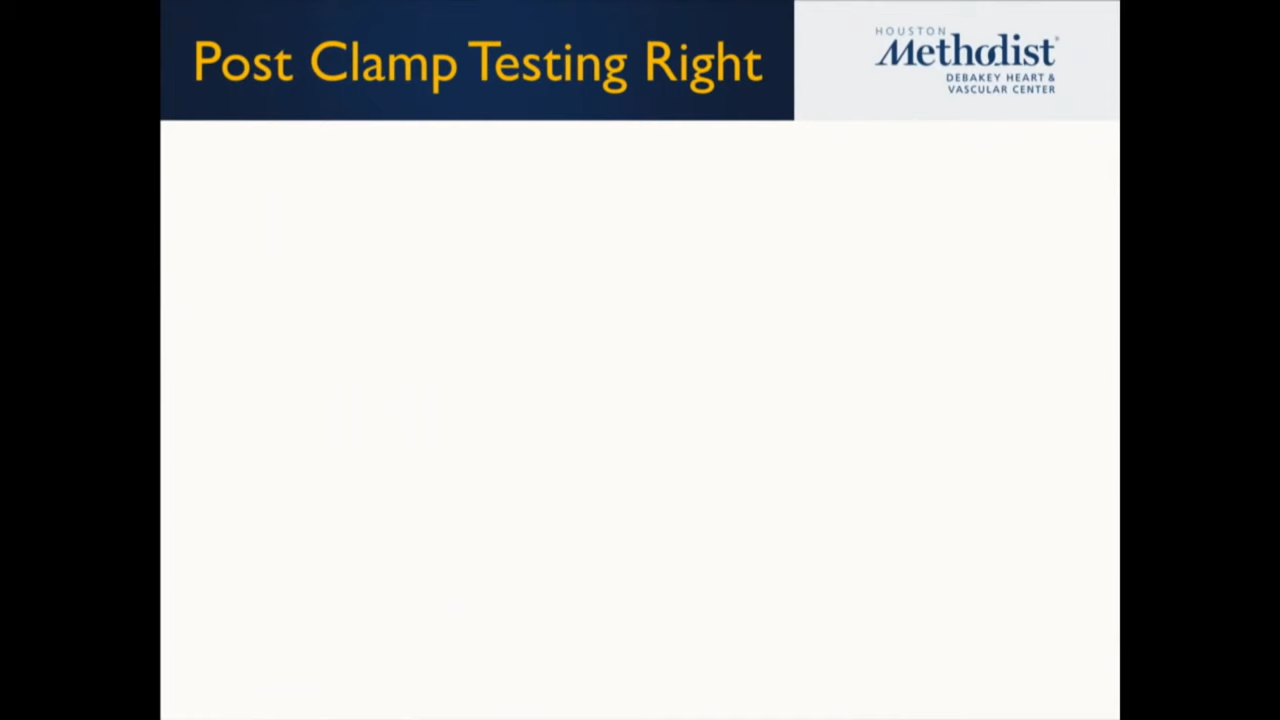 Post Clamp Testing Right
HOUSTON
Methodist®
DEBAKEY HEART &
VASCULAR CENTER